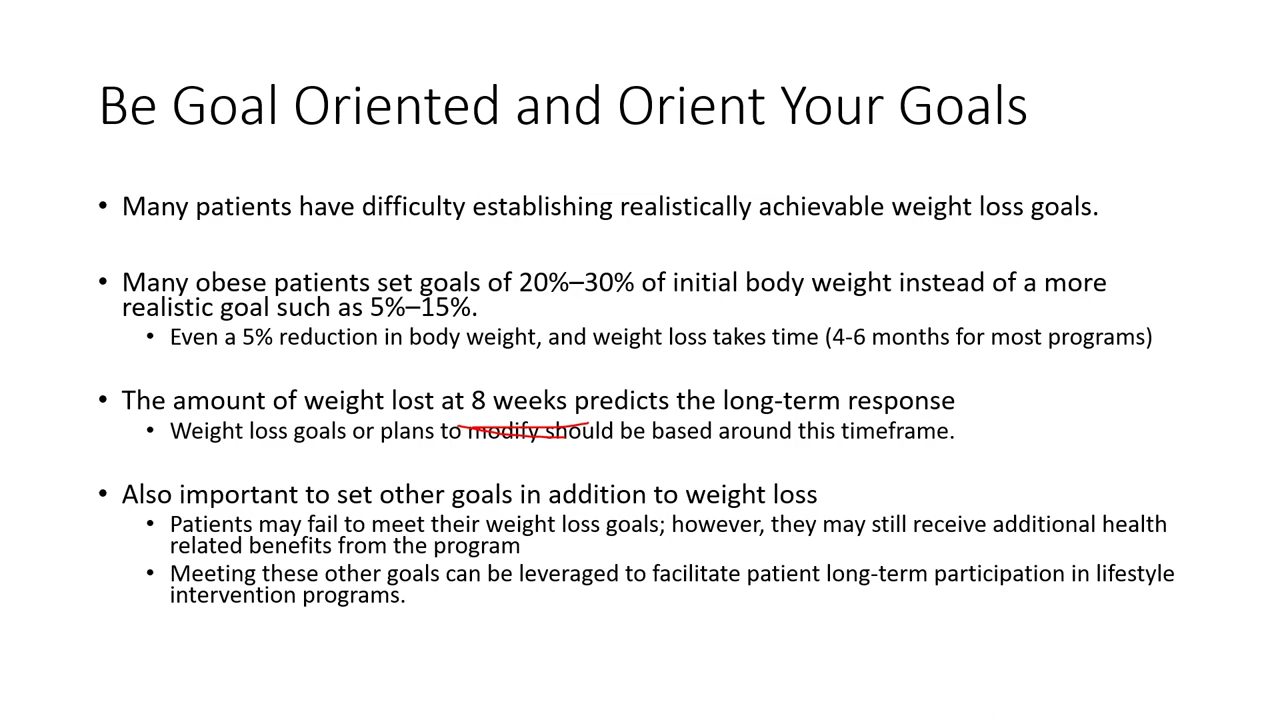 Be Goal Oriented and Orient Your Goals
• Many patients have difficulty establishing realistically achievable weight loss goals.
• Many obese patients set goals of 20%–30% of initial body weight instead of a more
realistic goal such as 5%–15%.
• Even a 5% reduction in body weight, and weight loss takes time (4-6 months for most programs)
• The amount of weight lost at 8 weeks predicts the long-term response
• Weight loss goals or plans to modify should be based around this timeframe.
• Also important to set other goals in addition to weight loss
• Patients may fail to meet their weight loss goals; however, they may still receive additional health
related benefits from the program
• Meeting these other goals can be leveraged to facilitate patient long-term participation in lifestyle
intervention programs.